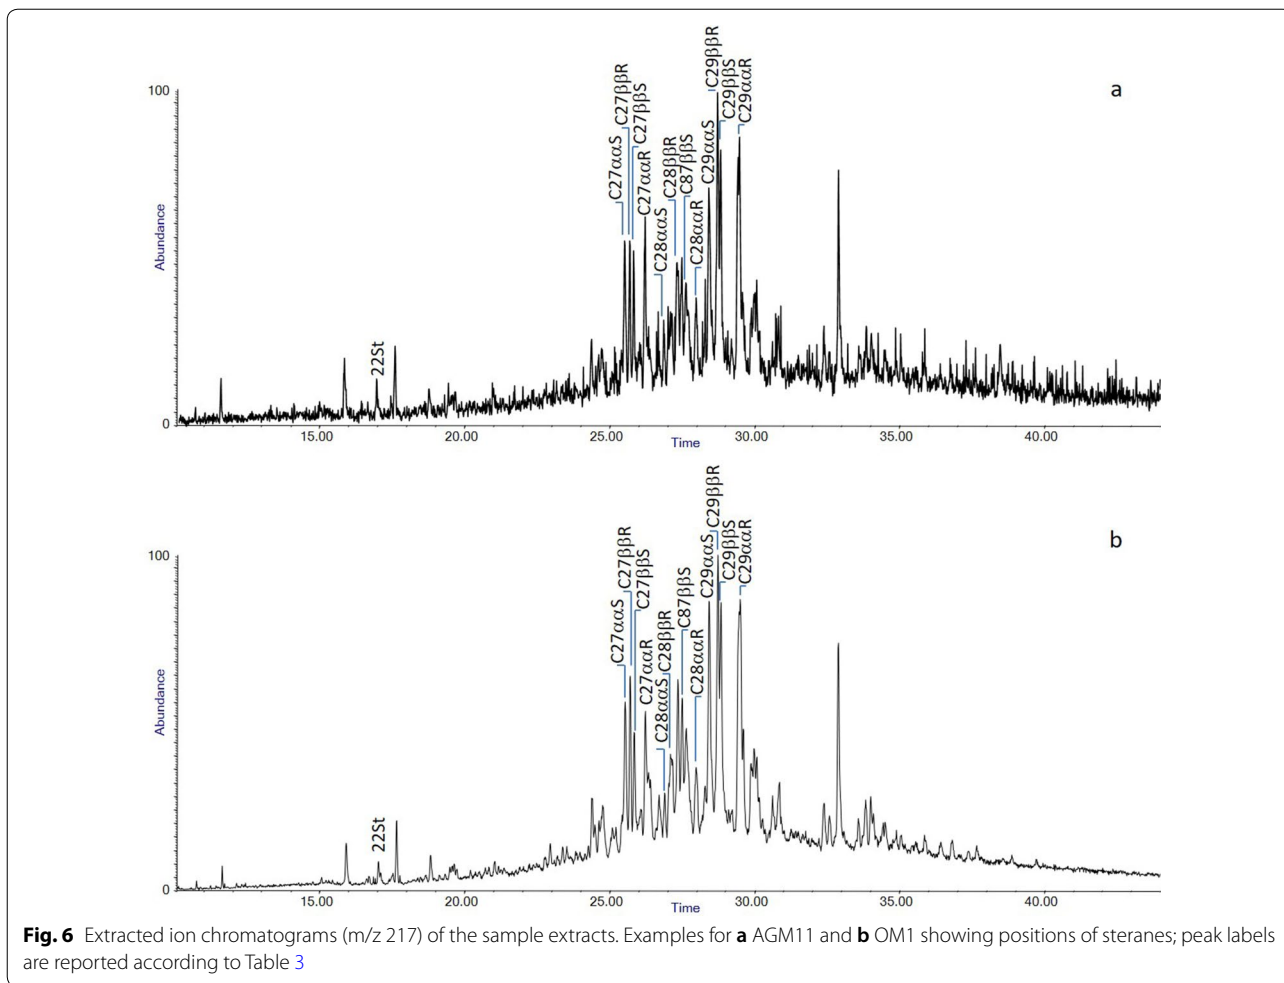 a
100
Abundance
0
22St
C27ααS
C27ββR
C27ββS
C27ααR
C28ααS
C28ββR
C87ββS
C28ααR
C29ααS
C29ββR
C29ββS
C29ααR
15.00 20.00 25.00 30.00 35.00 40.00
Time
b
100
Abundance
0
22St
C27ααS
C27ββR
C27ββS
C27ααR
C28ααS
C28ββR
C87ββS
C28ααR
C29ααS
C29ββR
C29ββS
C29ααR
15.00 20.00 25.00 30.00 35.00 40.00
Time
Fig. 6 Extracted ion chromatograms (m/z 217) of the sample extracts. Examples for a AGM11 and b OM1 showing positions of steranes; peak labels
are reported according to Table 3